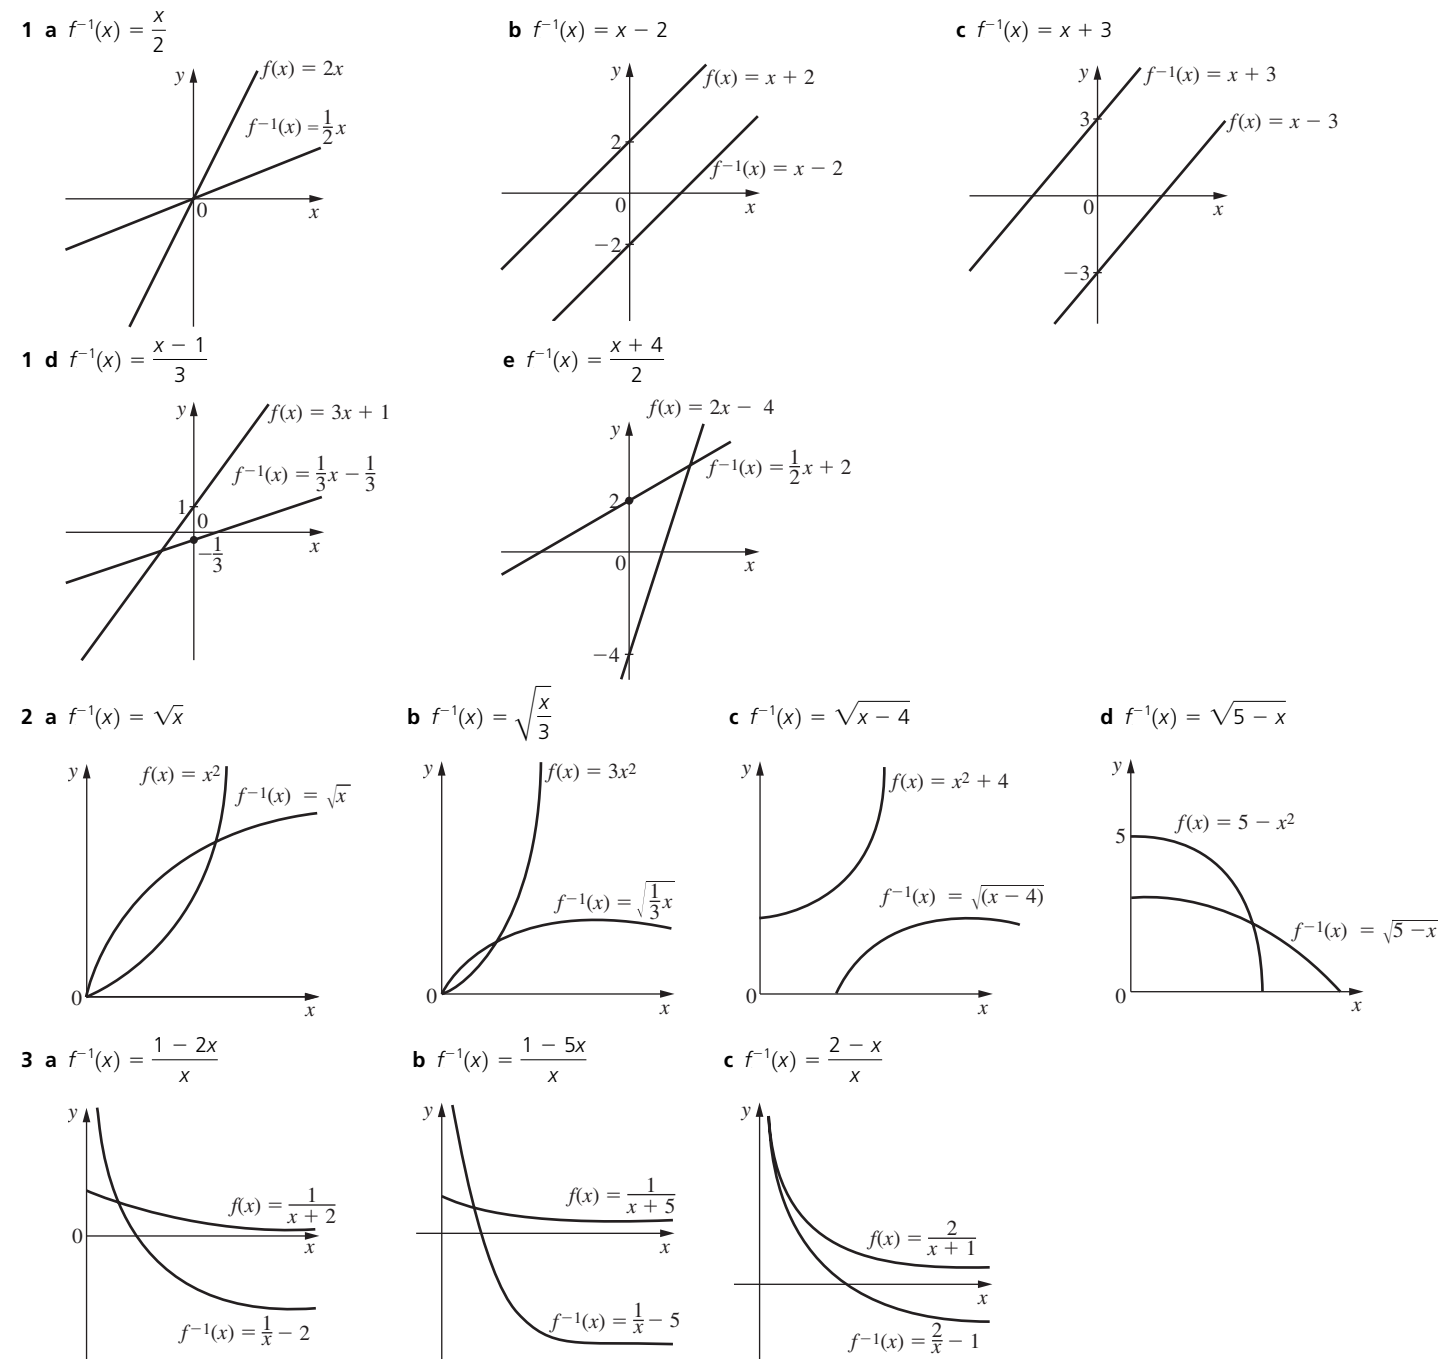 1 a f⁻¹(x) = x/2 b f⁻¹(x) = x − 2 c f⁻¹(x) = x + 3
y f(x) = 2x f⁻¹(x) = 1/2 x 0 x
y f(x) = x + 2 2 f⁻¹(x) = x − 2 0 x −2
y f⁻¹(x) = x + 3 3 f(x) = x − 3 0 x −3
1 d f⁻¹(x) = (x − 1)/3 e f⁻¹(x) = (x + 4)/2
y f(x) = 3x + 1 f⁻¹(x) = 1/3 x − 1/3 1 0 x −1/3
f(x) = 2x − 4 y f⁻¹(x) = 1/2 x + 2 2 0 x −4
2 a f⁻¹(x) = √x b f⁻¹(x) = √(x/3) c f⁻¹(x) = √(x − 4) d f⁻¹(x) = √(5 − x)
y f(x) = x² f⁻¹(x) = √x 0 x
y f(x) = 3x² f⁻¹(x) = √(1/3 x) 0 x
y f(x) = x² + 4 f⁻¹(x) = √(x − 4) 0 x
y f(x) = 5 − x² 5 f⁻¹(x) = √(5 − x) 0 x
3 a f⁻¹(x) = (1 − 2x)/x b f⁻¹(x) = (1 − 5x)/x c f⁻¹(x) = (2 − x)/x
y f(x) = 1/(x + 2) 0 x f⁻¹(x) = 1/x − 2
y f(x) = 1/(x + 5) x f⁻¹(x) = 1/x − 5
y f(x) = 2/(x + 1) x f⁻¹(x) = 2/x − 1